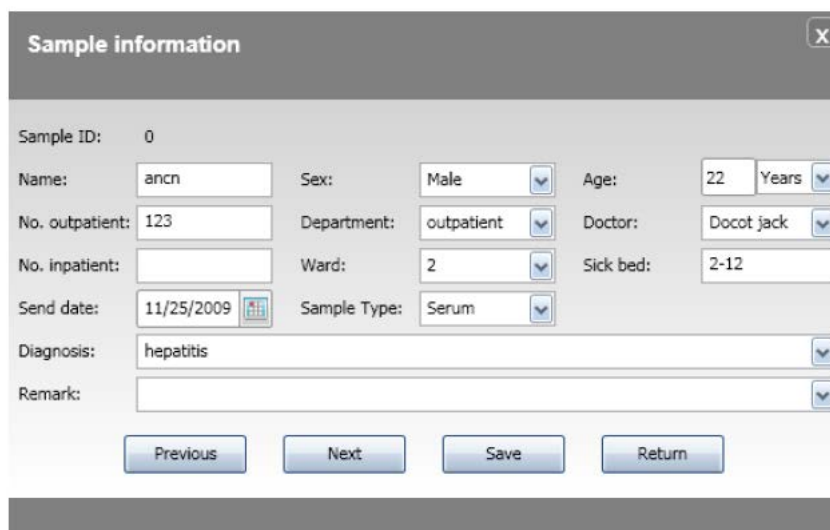 Sample information
X
Sample ID: 0
Name: ancn Sex: Male Age: 22 Years
No. outpatient: 123 Department: outpatient Doctor: Docot jack
No. inpatient: Ward: 2 Sick bed: 2-12
Send date: 11/25/2009 Sample Type: Serum
Diagnosis: hepatitis
Remark:
Previous Next Save Return